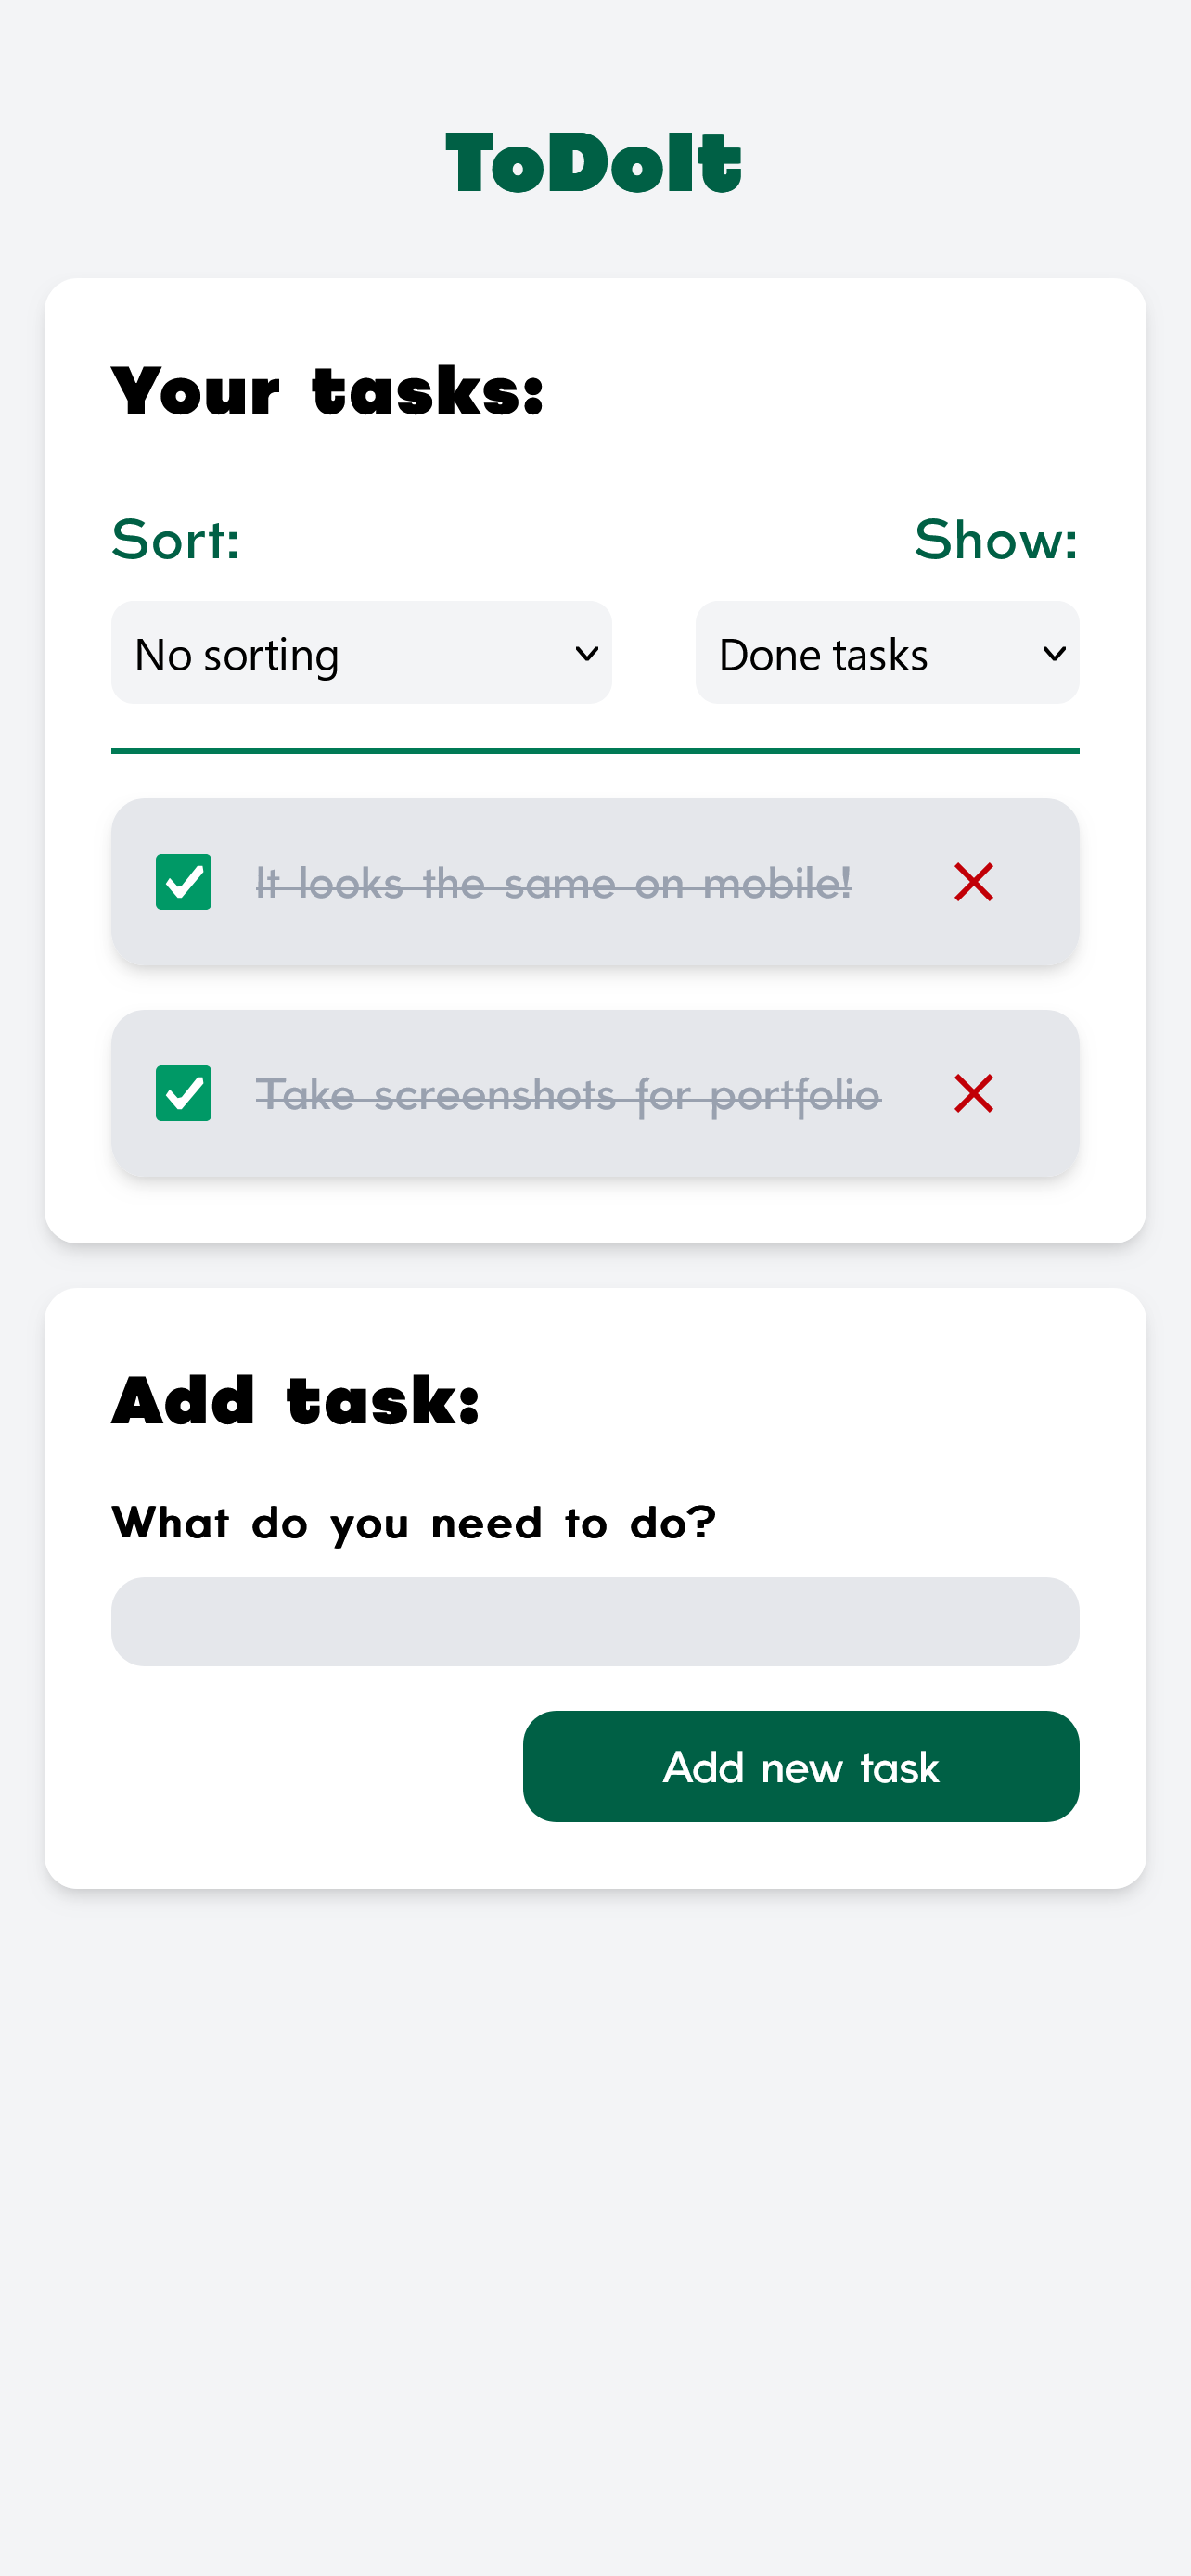 ToDoIt
Your tasks:
Sort:
Show:
No sorting
Done tasks
It looks the same on mobile!
Take screenshots for portfolio
Add task:
What do you need to do?
Add new task